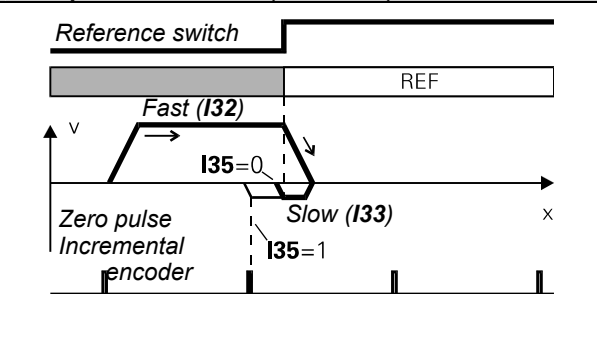 Reference switch
REF
Fast (I32)
V
I35=0
Slow (I33)
x
Zero pulse
Incremental
encoder
I35=1